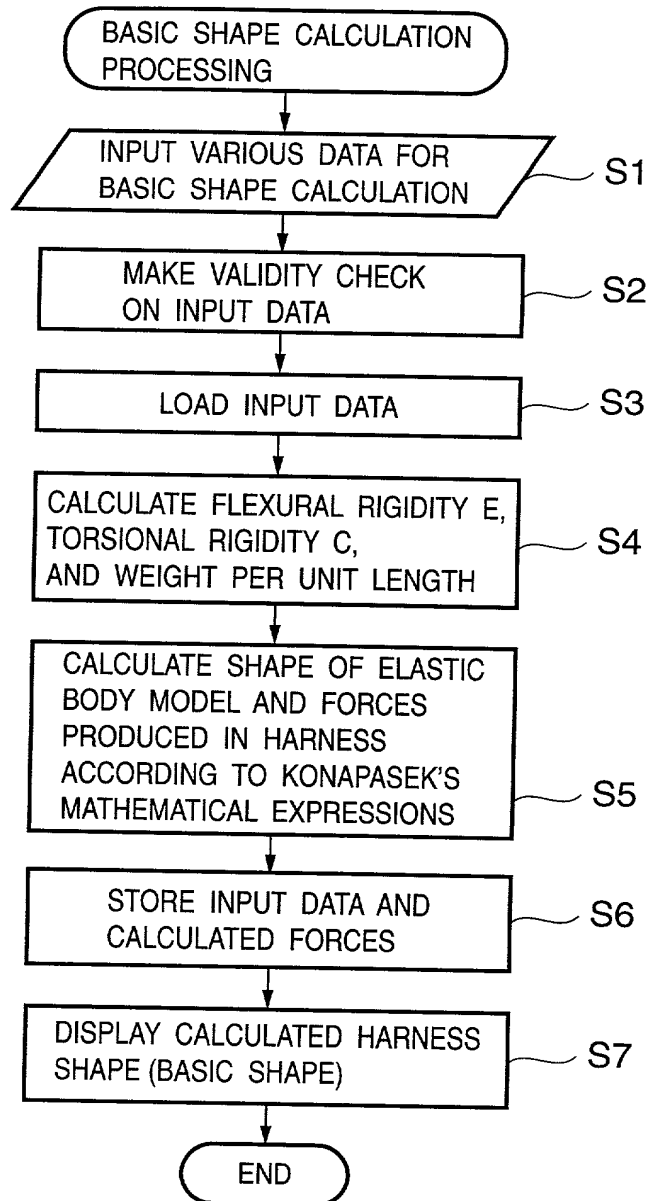 BASIC SHAPE CALCULATION
PROCESSING
INPUT VARIOUS DATA FOR
BASIC SHAPE CALCULATION
S1
MAKE VALIDITY CHECK
ON INPUT DATA
S2
LOAD INPUT DATA
S3
CALCULATE FLEXURAL RIGIDITY E,
TORSIONAL RIGIDITY C,
AND WEIGHT PER UNIT LENGTH
S4
CALCULATE SHAPE OF ELASTIC
BODY MODEL AND FORCES
PRODUCED IN HARNESS
ACCORDING TO KONAPASEK'S
MATHEMATICAL EXPRESSIONS
S5
STORE INPUT DATA AND
CALCULATED FORCES
S6
DISPLAY CALCULATED HARNESS
SHAPE (BASIC SHAPE)
S7
END